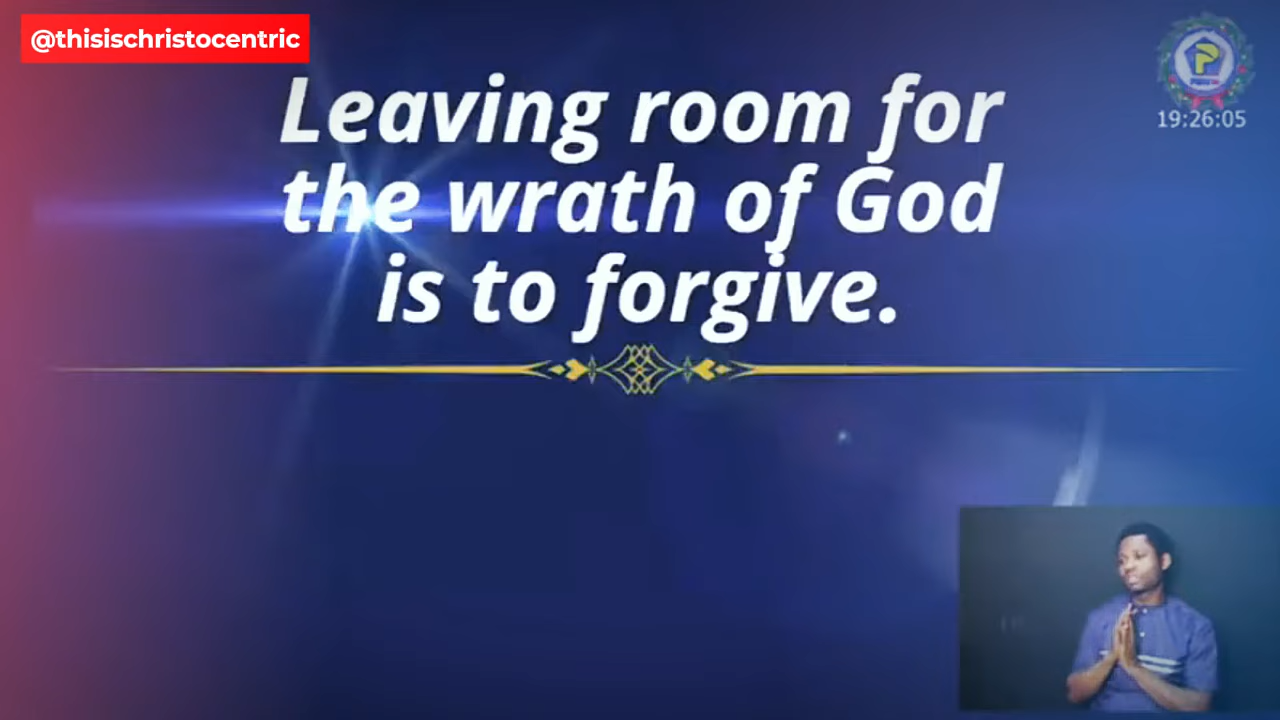 @thisischristocentric
19:26:05
Leaving room for
the wrath of God
is to forgive.